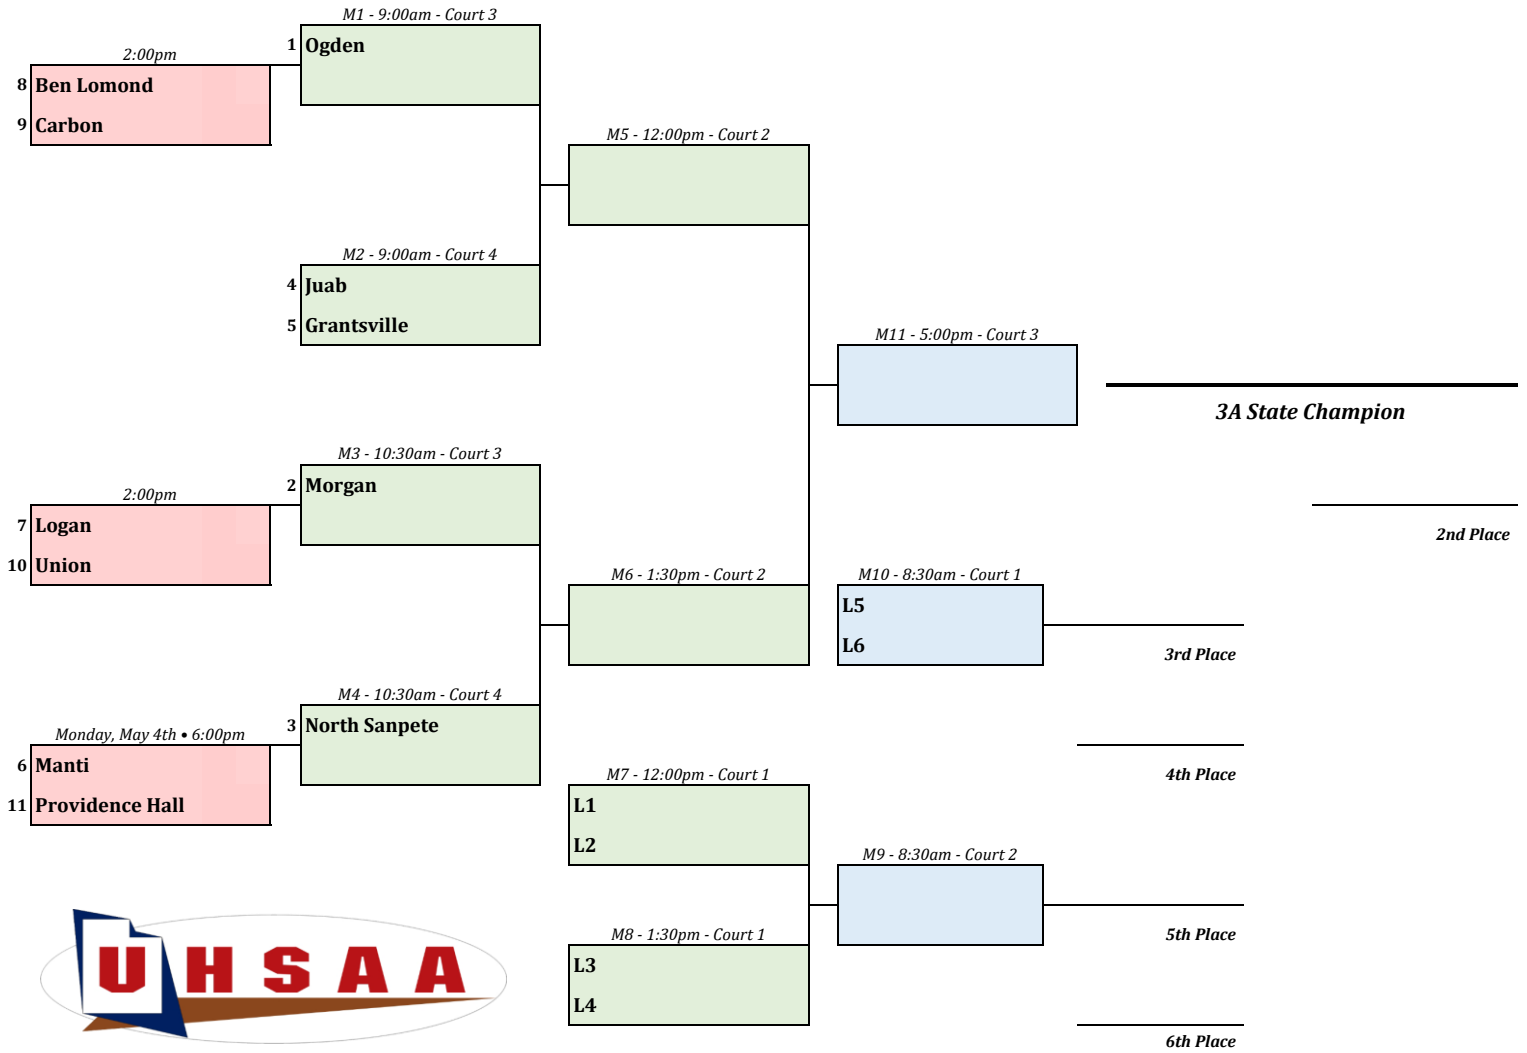 M1 - 9:00am - Court 3
1 Ogden
2:00pm
8 Ben Lomond
9 Carbon
M5 - 12:00pm - Court 2
M2 - 9:00am - Court 4
4 Juab
5 Grantsville
M11 - 5:00pm - Court 3
3A State Champion
M3 - 10:30am - Court 3
2 Morgan
2:00pm
7 Logan
10 Union
2nd Place
M6 - 1:30pm - Court 2
M10 - 8:30am - Court 1
L5
L6
3rd Place
M4 - 10:30am - Court 4
3 North Sanpete
Monday, May 4th • 6:00pm
6 Manti
11 Providence Hall
4th Place
M7 - 12:00pm - Court 1
L1
L2
M9 - 8:30am - Court 2
5th Place
M8 - 1:30pm - Court 1
L3
L4
6th Place
UHSAA